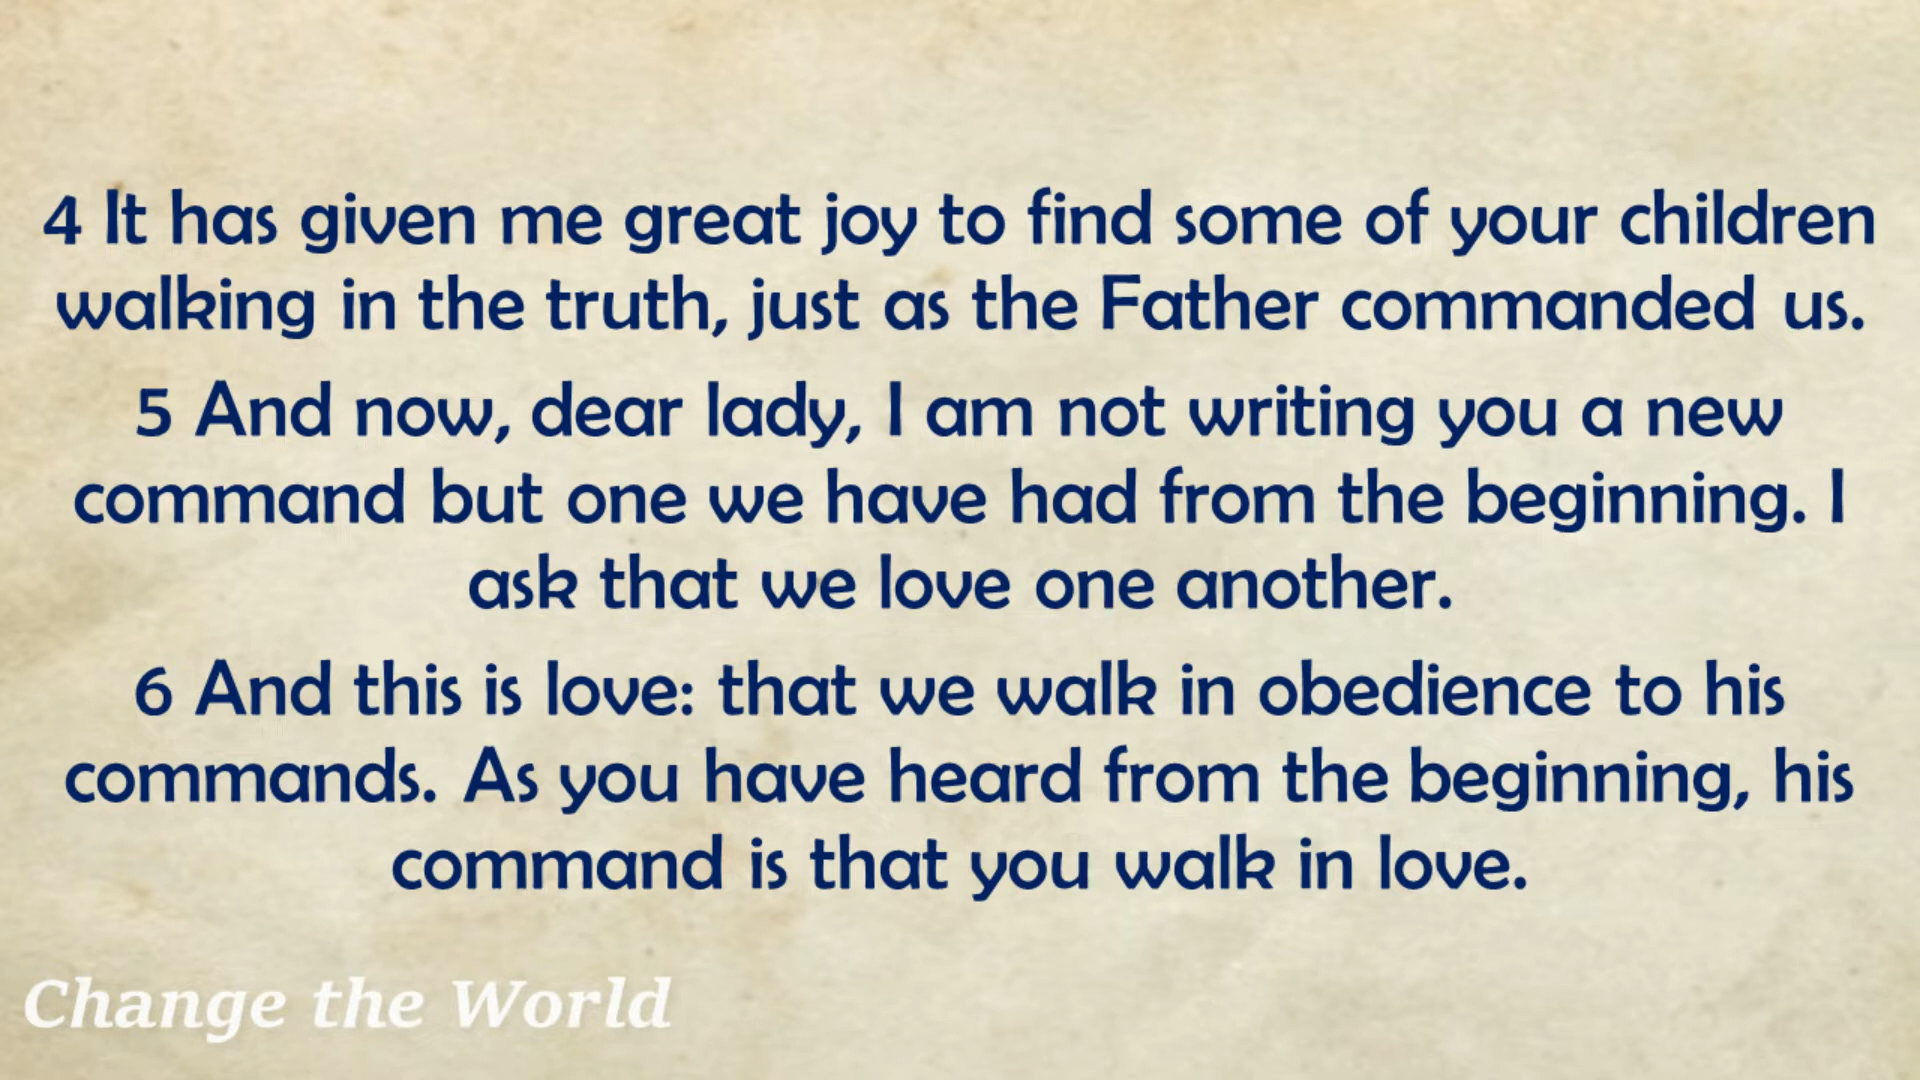 4 It has given me great joy to find some of your children
walking in the truth, just as the Father commanded us.
5 And now, dear lady, I am not writing you a new
command but one we have had from the beginning. I
ask that we love one another.
6 And this is love: that we walk in obedience to his
commands. As you have heard from the beginning, his
command is that you walk in love.
Change the World